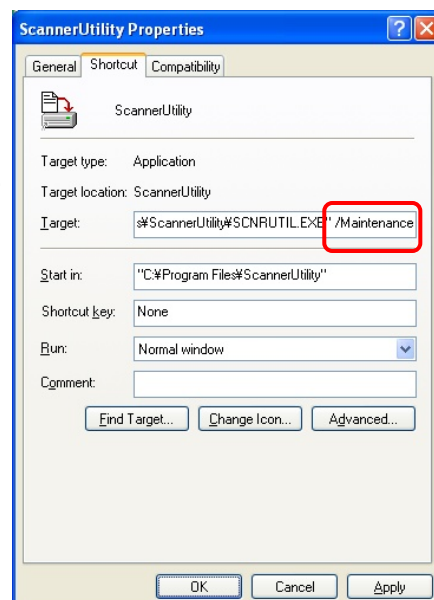 ScannerUtility Properties
General Shortcut Compatibility
ScannerUtility
Target type: Application
Target location: ScannerUtility
Target: s¥ScannerUtility¥SCNRUTIL.EXE" /Maintenance
Start in: "C:¥Program Files¥ScannerUtility"
Shortcut key: None
Run: Normal window
Comment:
Find Target... Change Icon... Advanced...
OK Cancel Apply